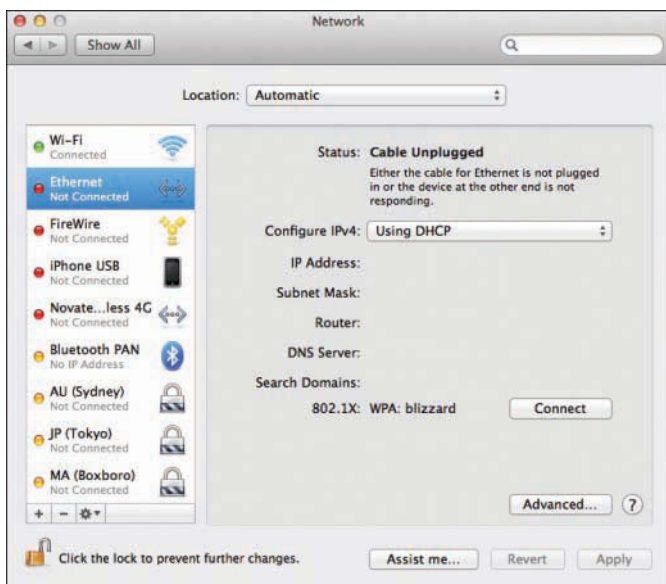 Network
Show All
Location: Automatic
Wi-Fi
Connected
Ethernet
Not Connected
FireWire
Not Connected
iPhone USB
Not Connected
Novate...less 4G
Not Connected
Bluetooth PAN
No IP Address
AU (Sydney)
Not Connected
JP (Tokyo)
Not Connected
MA (Boxboro)
Not Connected
Status: Cable Unplugged
Either the cable for Ethernet is not plugged
in or the device at the other end is not
responding.
Configure IPv4: Using DHCP
IP Address:
Subnet Mask:
Router:
DNS Server:
Search Domains:
802.1X: WPA: blizzard Connect
Advanced... ?
Click the lock to prevent further changes.
Assist me... Revert Apply